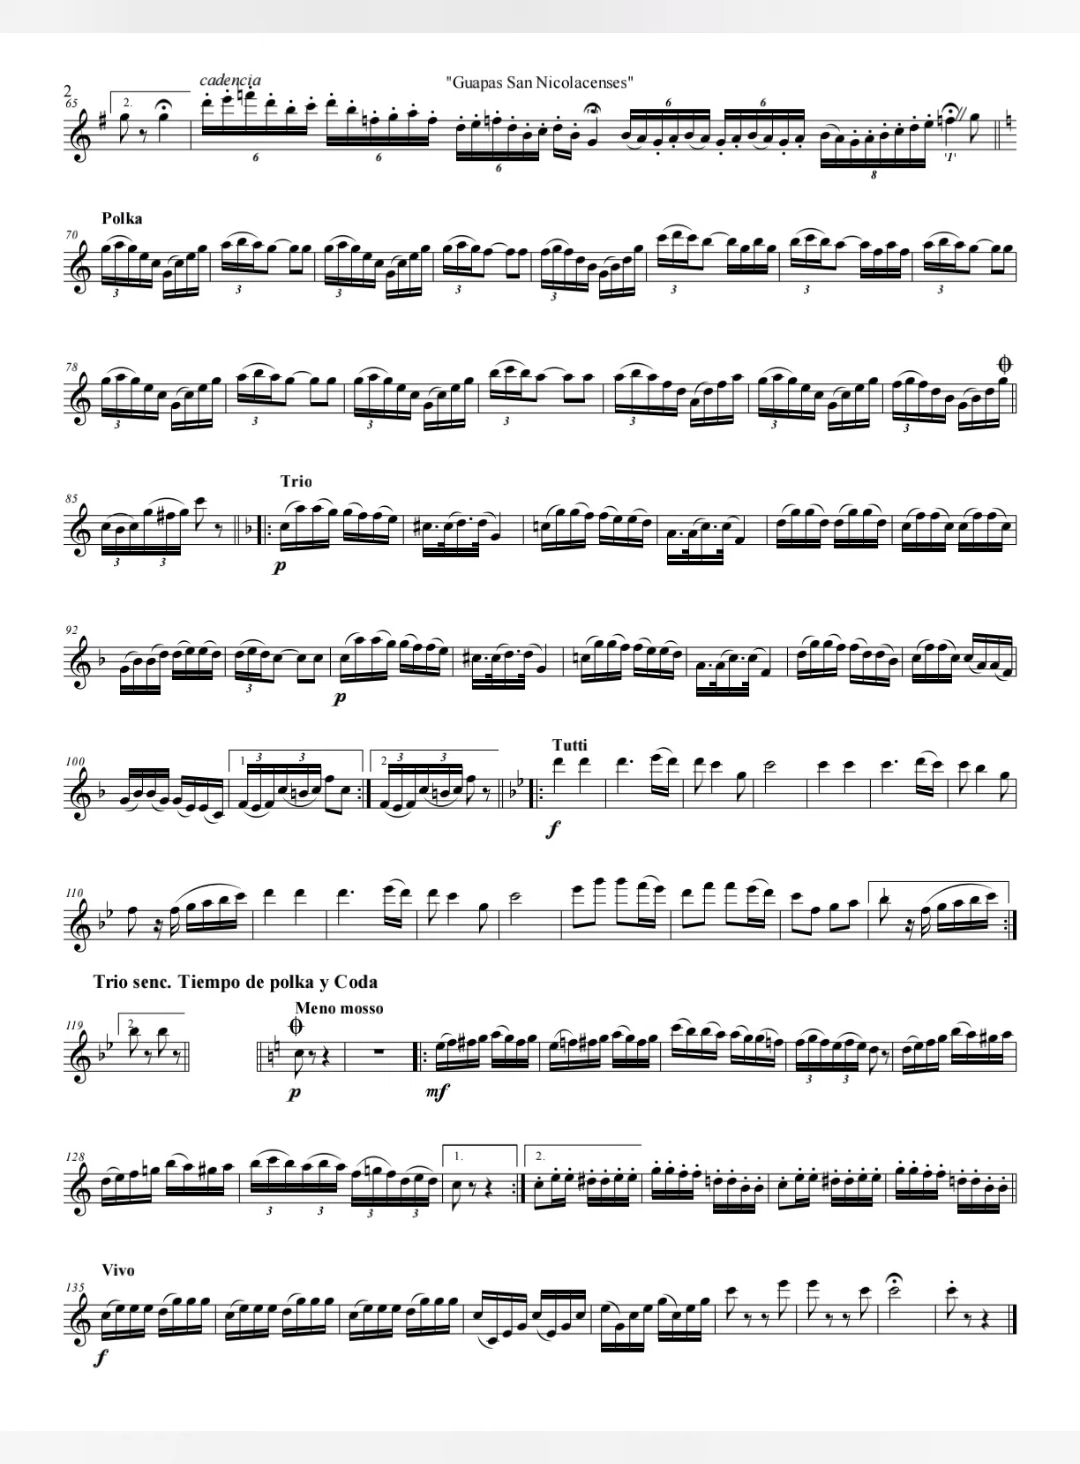 2
"Guapas San Nicolacenses"
cadencia
65
2.
6 6 6 6 6 8 '1'
Polka
70
3 3 3 3 3 3 3 3
78
3 3 3 3 3 3 3
85
Trio
3 3
p
92
3
p
100
1. 3 3 2. 3 3
Tutti
f
110
1.
Trio senc. Tiempo de polka y Coda
119
2.
Meno mosso
p mf
3 3
128
1. 2.
3 3 3 3
Vivo
135
f